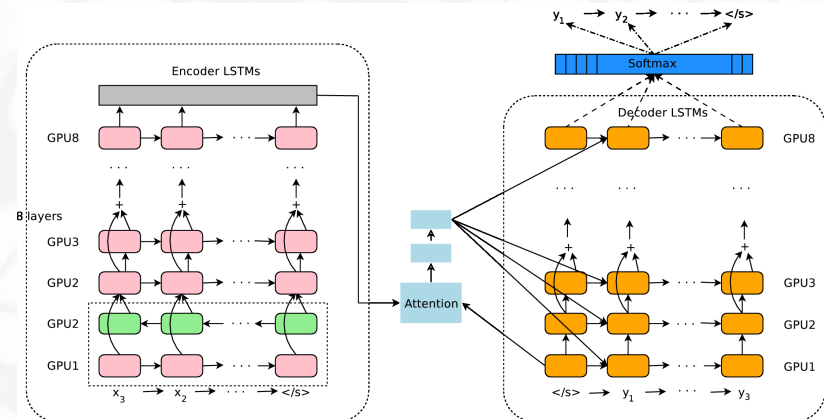 y1 y2 ... </s>
Softmax
Encoder LSTMs
Decoder LSTMs
GPU8
GPU8
... ... ...
... ... ...
+ +
8 layers
GPU3
...
+ +
GPU2
...
GPU3
...
Attention
GPU2
...
GPU2
...
GPU1
...
GPU1
...
x3 x2 ... </s>
</s> y1 ... y3